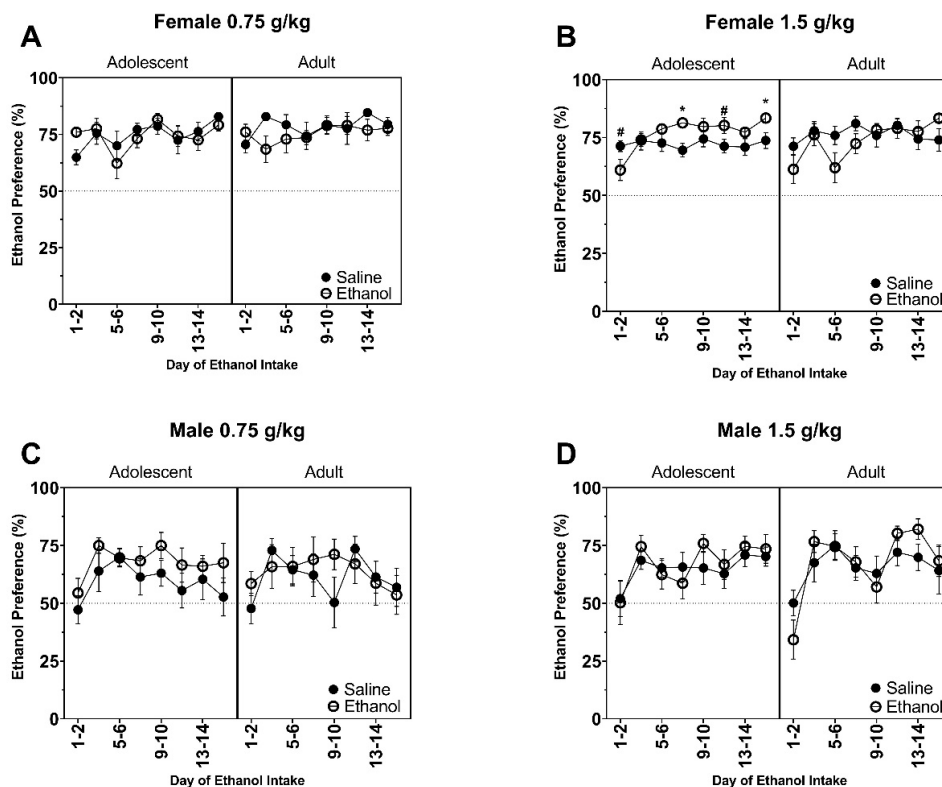 A
Female 0.75 g/kg
Adolescent
Adult
Ethanol Preference (%)
100
75
50
25
0
Saline
Ethanol
1-2
5-6
9-10
13-14
1-2
5-6
9-10
13-14
Day of Ethanol Intake
B
Female 1.5 g/kg
Adolescent
Adult
Ethanol Preference (%)
100
75
50
25
0
#
*
#
*
Saline
Ethanol
1-2
5-6
9-10
13-14
1-2
5-6
9-10
13-14
Day of Ethanol Intake
C
Male 0.75 g/kg
Adolescent
Adult
Ethanol Preference (%)
100
75
50
25
0
Saline
Ethanol
1-2
5-6
9-10
13-14
1-2
5-6
9-10
13-14
Day of Ethanol Intake
D
Male 1.5 g/kg
Adolescent
Adult
Ethanol Preference (%)
100
75
50
25
0
Saline
Ethanol
1-2
5-6
9-10
13-14
1-2
5-6
9-10
13-14
Day of Ethanol Intake